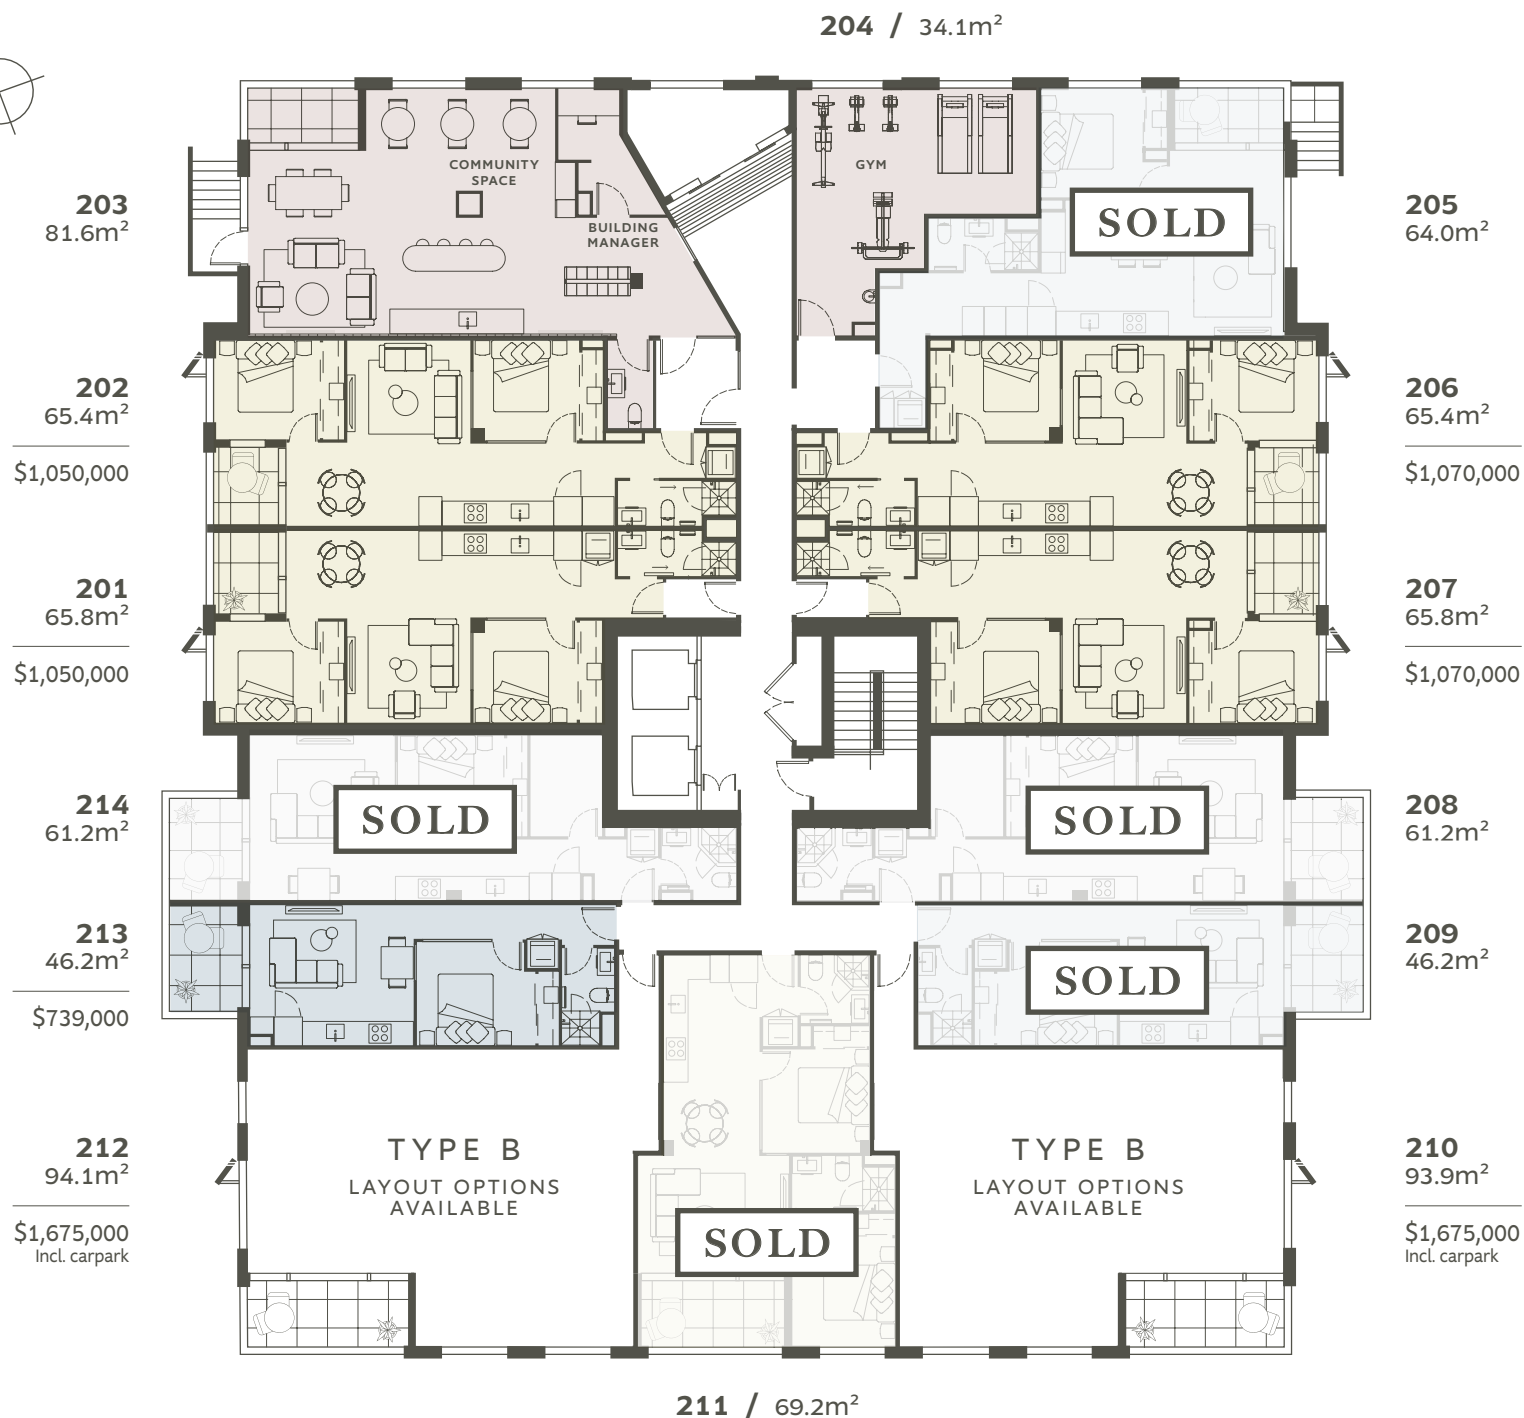 204 / 34.1m²
COMMUNITY
SPACE
BUILDING
MANAGER
GYM
SOLD
203
81.6m²
205
64.0m²
202
65.4m²
$1,050,000
206
65.4m²
$1,070,000
201
65.8m²
$1,050,000
207
65.8m²
$1,070,000
214
61.2m²
SOLD
SOLD
208
61.2m²
213
46.2m²
$739,000
SOLD
209
46.2m²
212
94.1m²
$1,675,000
Incl. carpark
TYPE B
LAYOUT OPTIONS
AVAILABLE
SOLD
TYPE B
LAYOUT OPTIONS
AVAILABLE
210
93.9m²
$1,675,000
Incl. carpark
211 / 69.2m²